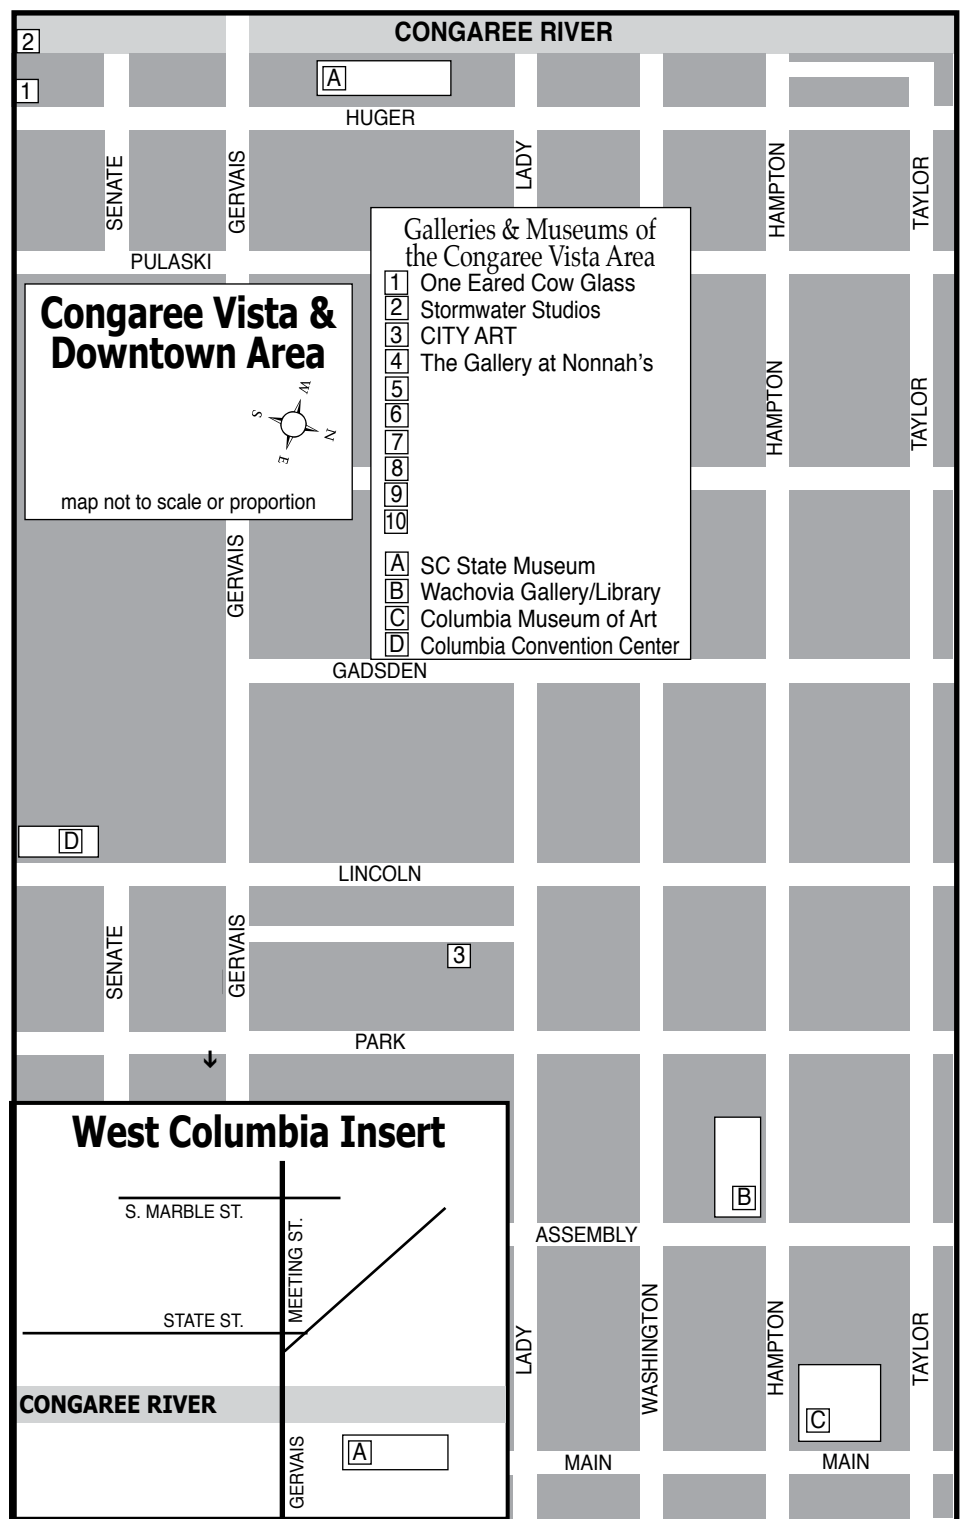 CONGAREE RIVER
2
1
A
HUGER
SENATE
GERVAIS
LADY
HAMPTON
TAYLOR
PULASKI
Galleries & Museums of
the Congaree Vista Area
1 One Eared Cow Glass
2 Stormwater Studios
3 CITY ART
4 The Gallery at Nonnah's
5
6
7
8
9
10
A SC State Museum
B Wachovia Gallery/Library
C Columbia Museum of Art
D Columbia Convention Center
Congaree Vista &
Downtown Area
W
S
N
E
map not to scale or proportion
HAMPTON
TAYLOR
GERVAIS
GADSDEN
D
LINCOLN
SENATE
GERVAIS
3
PARK
B
ASSEMBLY
LADY
WASHINGTON
HAMPTON
TAYLOR
C
MAIN
MAIN
West Columbia Insert
S. MARBLE ST.
MEETING ST.
STATE ST.
CONGAREE RIVER
GERVAIS
A